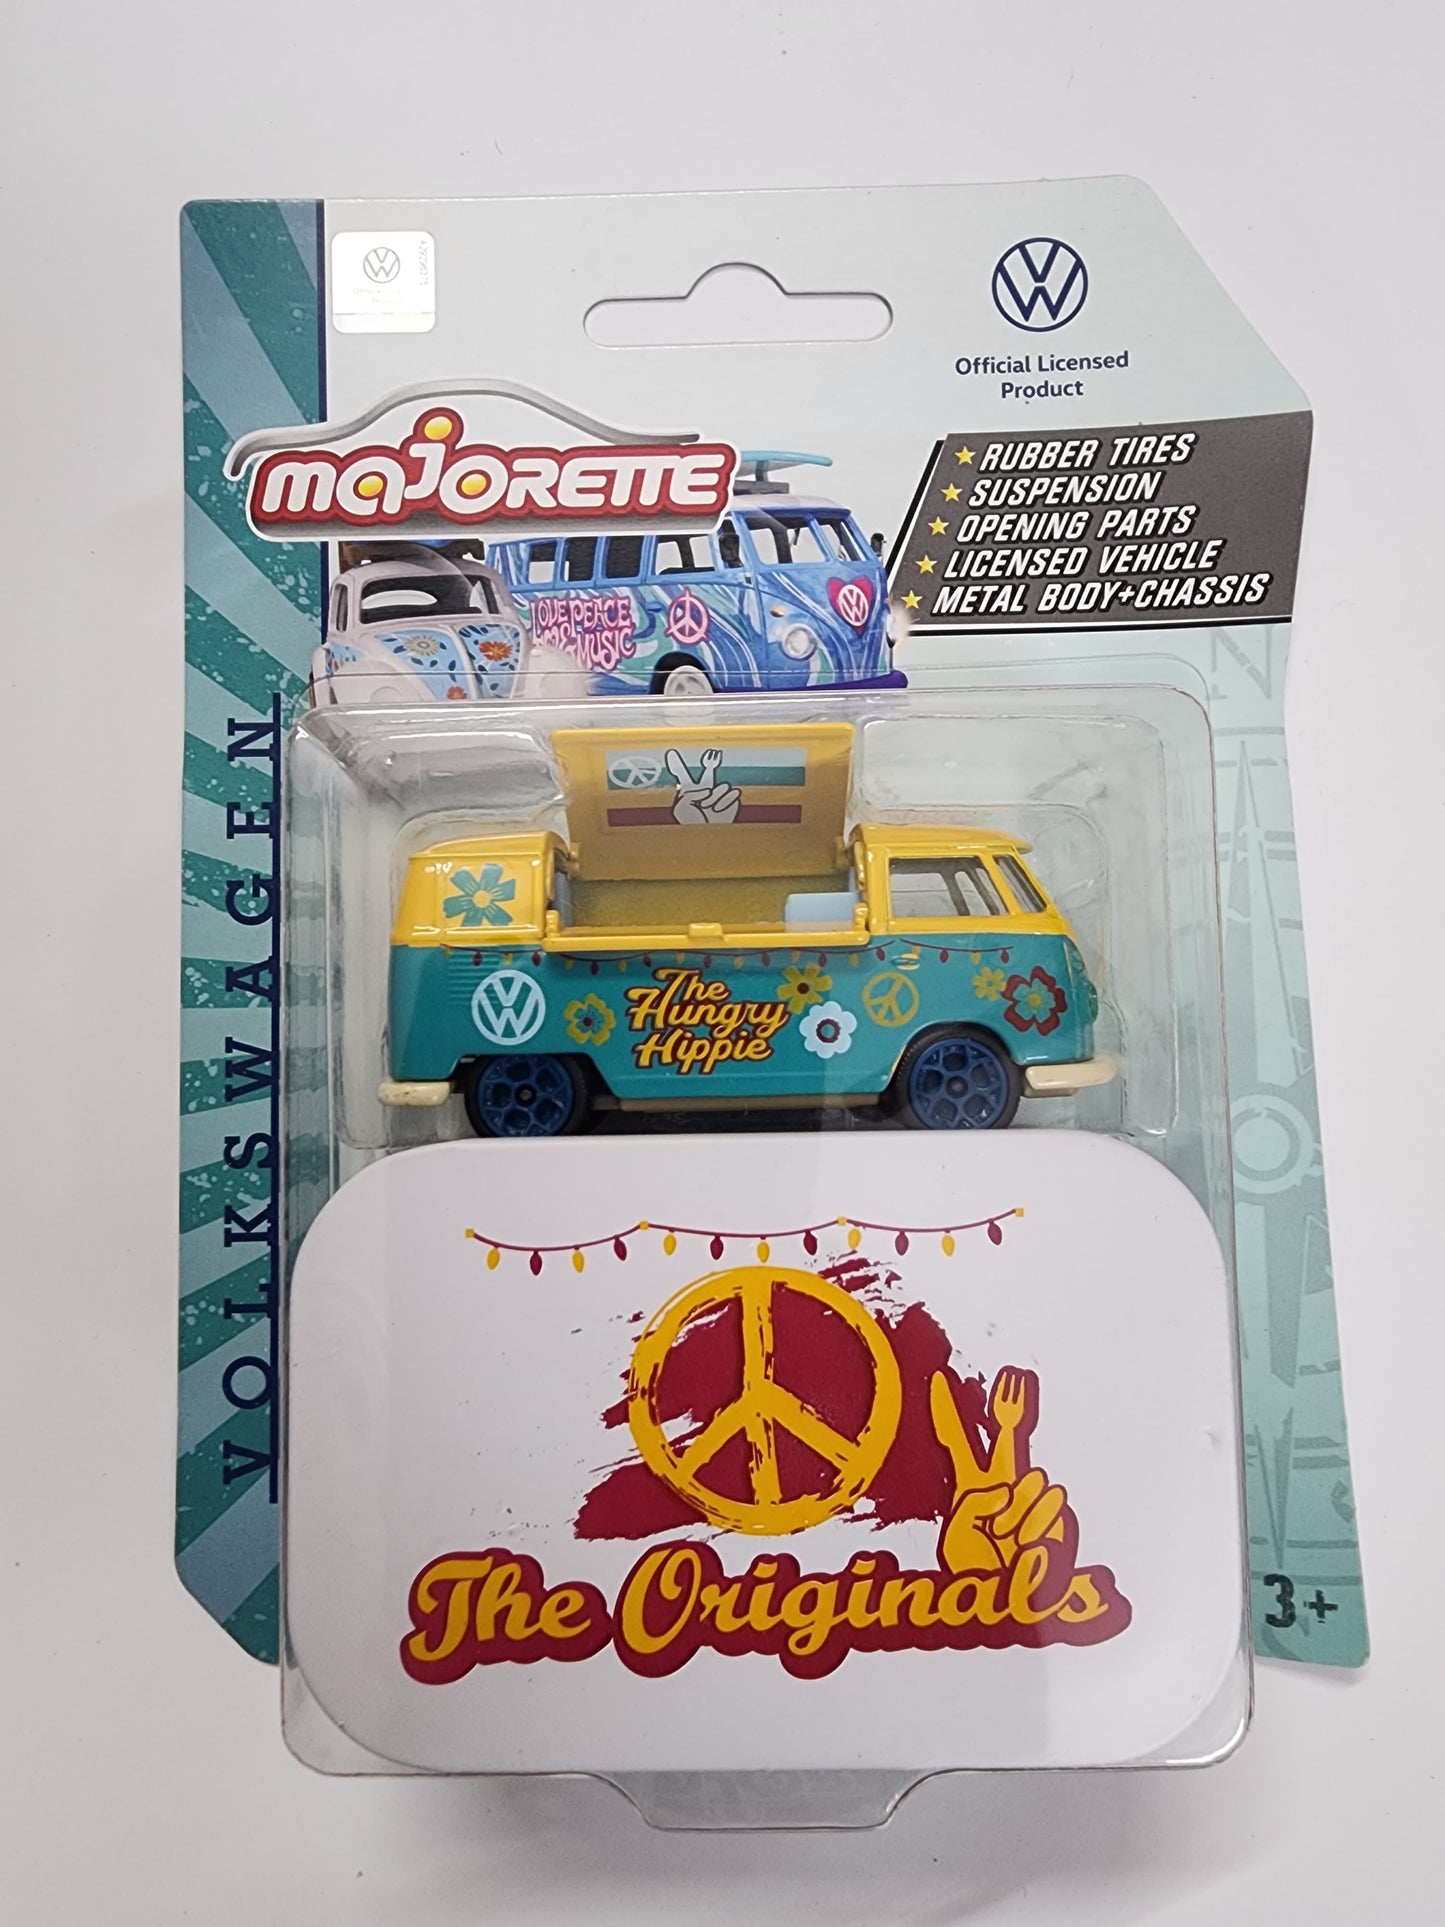 Official Licensed
Product
majorette
★ RUBBER TIRES
★ SUSPENSION
★ OPENING PARTS
★ LICENSED VEHICLE
★ METAL BODY+CHASSIS
LOVE PEACE
& MUSIC
VOLKSWAGEN
The
Hungry
Hippie
The Originals
3+